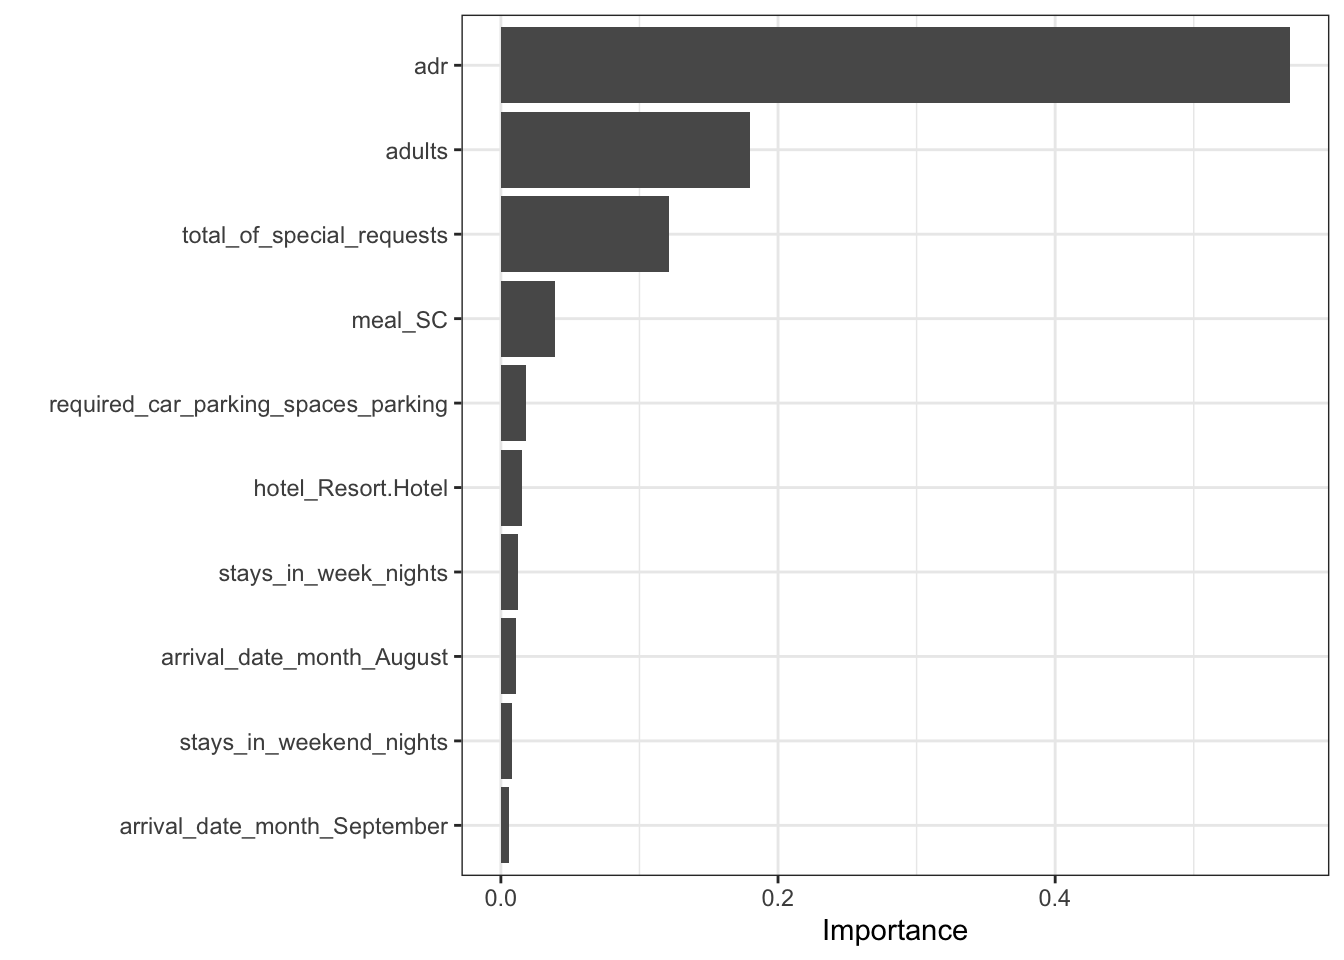 adr
adults
total_of_special_requests
meal_SC
required_car_parking_spaces_parking
hotel_Resort.Hotel
stays_in_week_nights
arrival_date_month_August
stays_in_weekend_nights
arrival_date_month_September
0.0 0.2 0.4
Importance